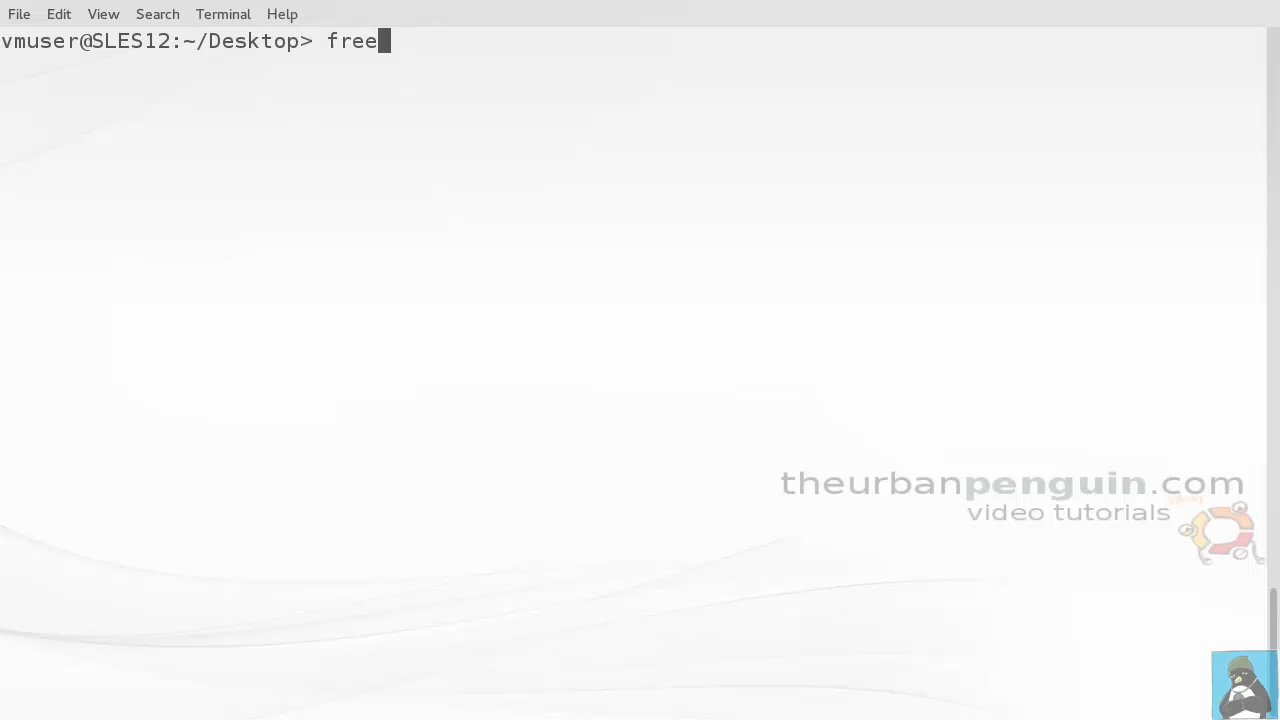 File Edit View Search Terminal Help
vmuser@SLES12:~/Desktop> free
theurbanpenguin.com
video tutorials